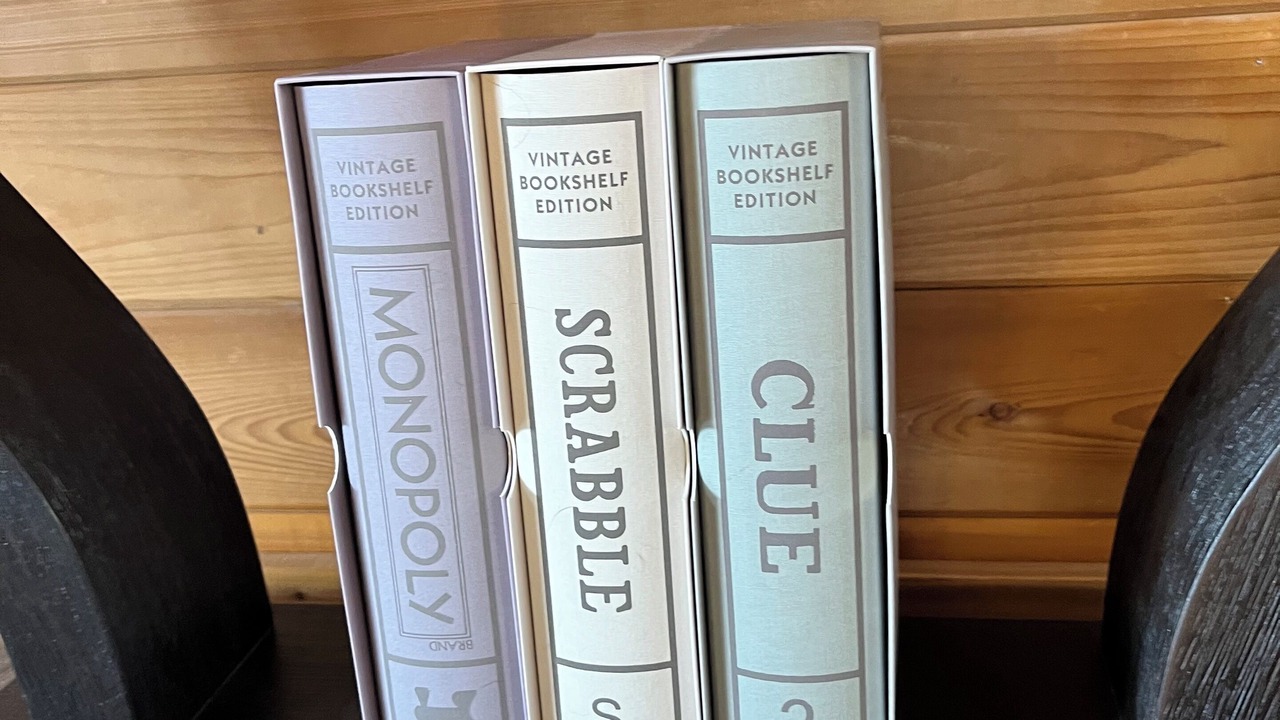 VINTAGE
BOOKSHELF
EDITION
MONOPOLY
BRAND
VINTAGE
BOOKSHELF
EDITION
SCRABBLE
S
VINTAGE
BOOKSHELF
EDITION
CLUE
?